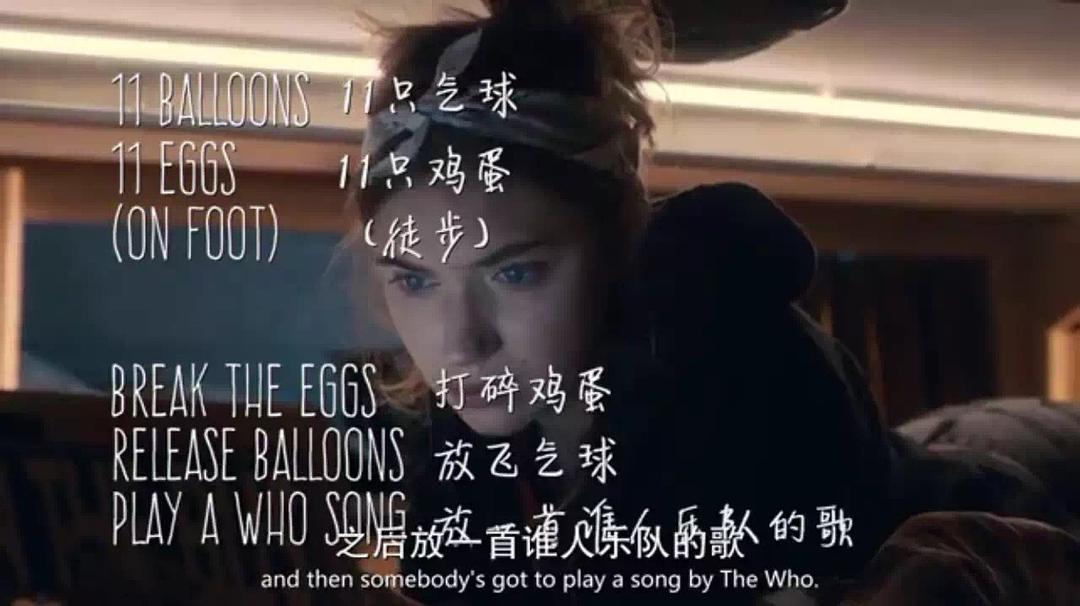 11 BALLOONS 11只气球
11 EGGS 11只鸡蛋
(ON FOOT) (徒步)
BREAK THE EGGS 打碎鸡蛋
RELEASE BALLOONS 放飞气球
PLAY A WHO SONG 放一首谁人乐队的歌
之后放一首谁人乐队的歌
and then somebody's got to play a song by The Who.